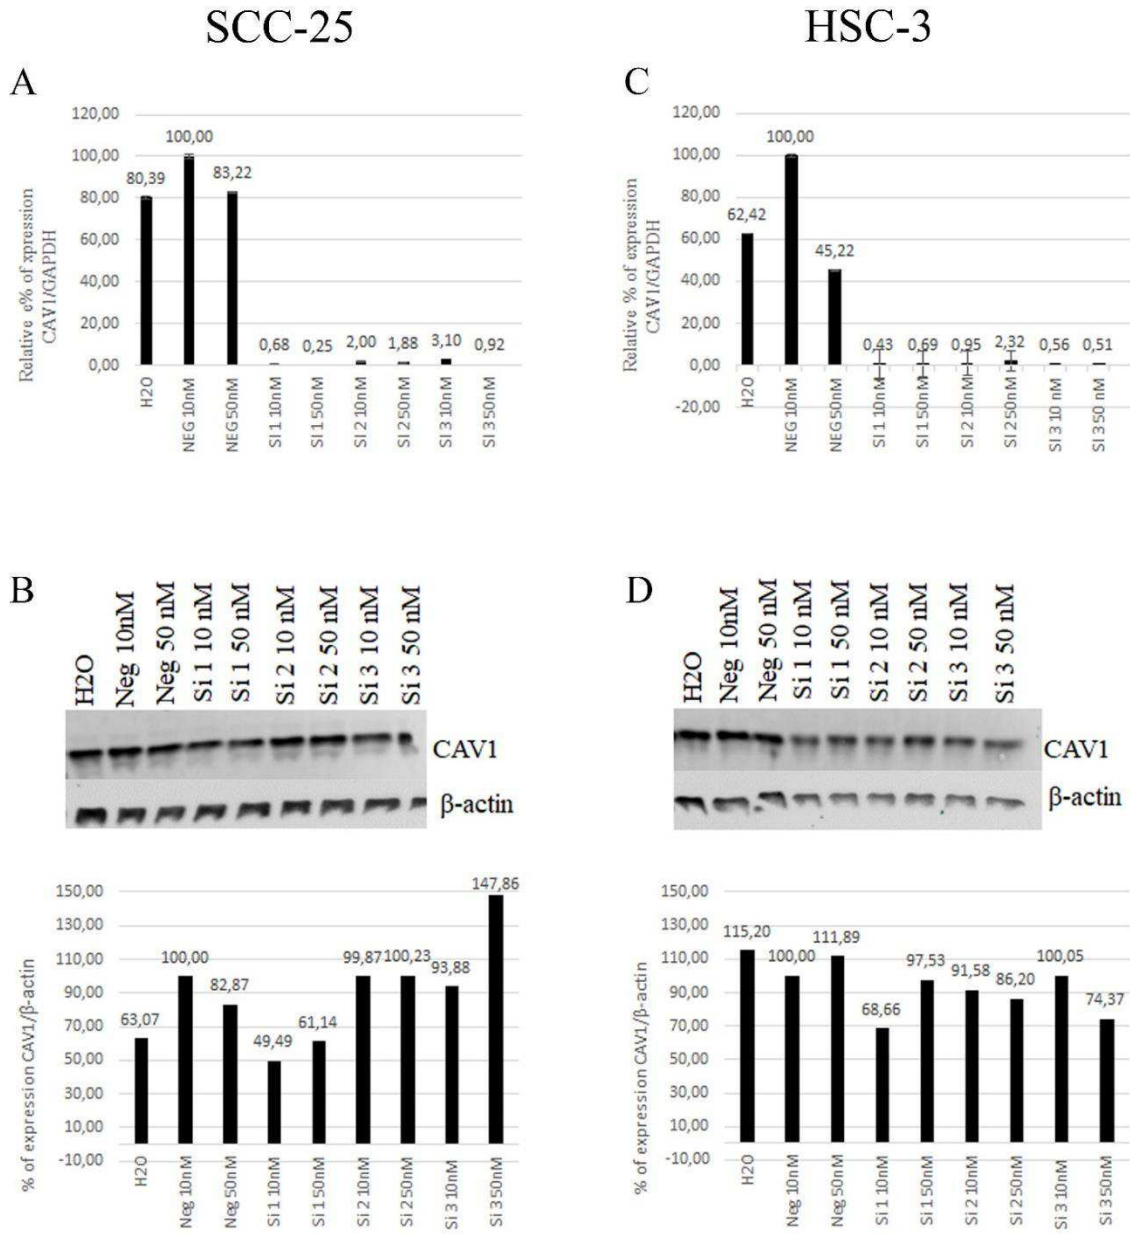 SCC-25
HSC-3
A
120,00
100,00
80,00
60,00
40,00
20,00
0,00
Relative e% of xpression
CAV1/GAPDH
80,39
100,00
83,22
0,68
0,25
2,00
1,88
3,10
0,92
H2O
NEG 10nM
NEG 50nM
SI 1 10nM
SI 1 50nM
SI 2 10nM
SI 2 50nM
SI 3 10nM
SI 3 50nM
C
120,00
100,00
80,00
60,00
40,00
20,00
0,00
-20,00
Relative % of expression
CAV1/GAPDH
62,42
100,00
45,22
0,43
0,69
0,95
2,32
0,56
0,51
H2O
NEG 10nM
NEG 50nM
SI 1 10nM
SI 1 50nM
SI 2 10nM
SI 2 50nM
SI 3 10 nM
SI 3 50 nM
B
H2O
Neg 10nM
Neg 50 nM
Si 1 10 nM
Si 1 50 nM
Si 2 10 nM
Si 2 50 nM
Si 3 10 nM
Si 3 50 nM
CAV1
β-actin
150,00
130,00
110,00
90,00
70,00
50,00
30,00
10,00
-10,00
% of expression CAV1/β-actin
63,07
100,00
82,87
49,49
61,14
99,87
100,23
93,88
147,86
H2O
Neg 10nM
Neg 50nM
Si 1 10nM
Si 1 50nM
Si 2 10nM
Si 2 50nM
Si 3 10nM
Si 3 50nM
D
H2O
Neg 10nM
Neg 50 nM
Si 1 10 nM
Si 1 50 nM
Si 2 10 nM
Si 2 50 nM
Si 3 10 nM
Si 3 50 nM
CAV1
β-actin
150,00
130,00
110,00
90,00
70,00
50,00
30,00
10,00
-10,00
% of expression CAV1/β-actin
115,20
100,00
111,89
68,66
97,53
91,58
86,20
100,05
74,37
H2O
Neg 10nM
Neg 50nM
Si 1 10nM
Si 1 50nM
Si 2 10nM
Si 2 50nM
Si 3 10nM
Si 3 50nM